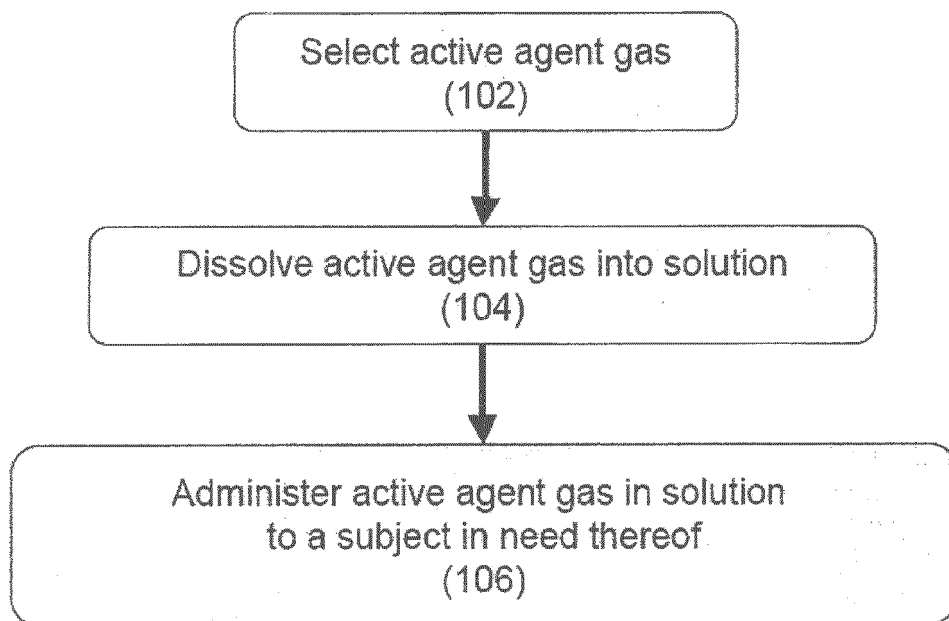 Select active agent gas
(102)
Dissolve active agent gas into solution
(104)
Administer active agent gas in solution
to a subject in need thereof
(106)